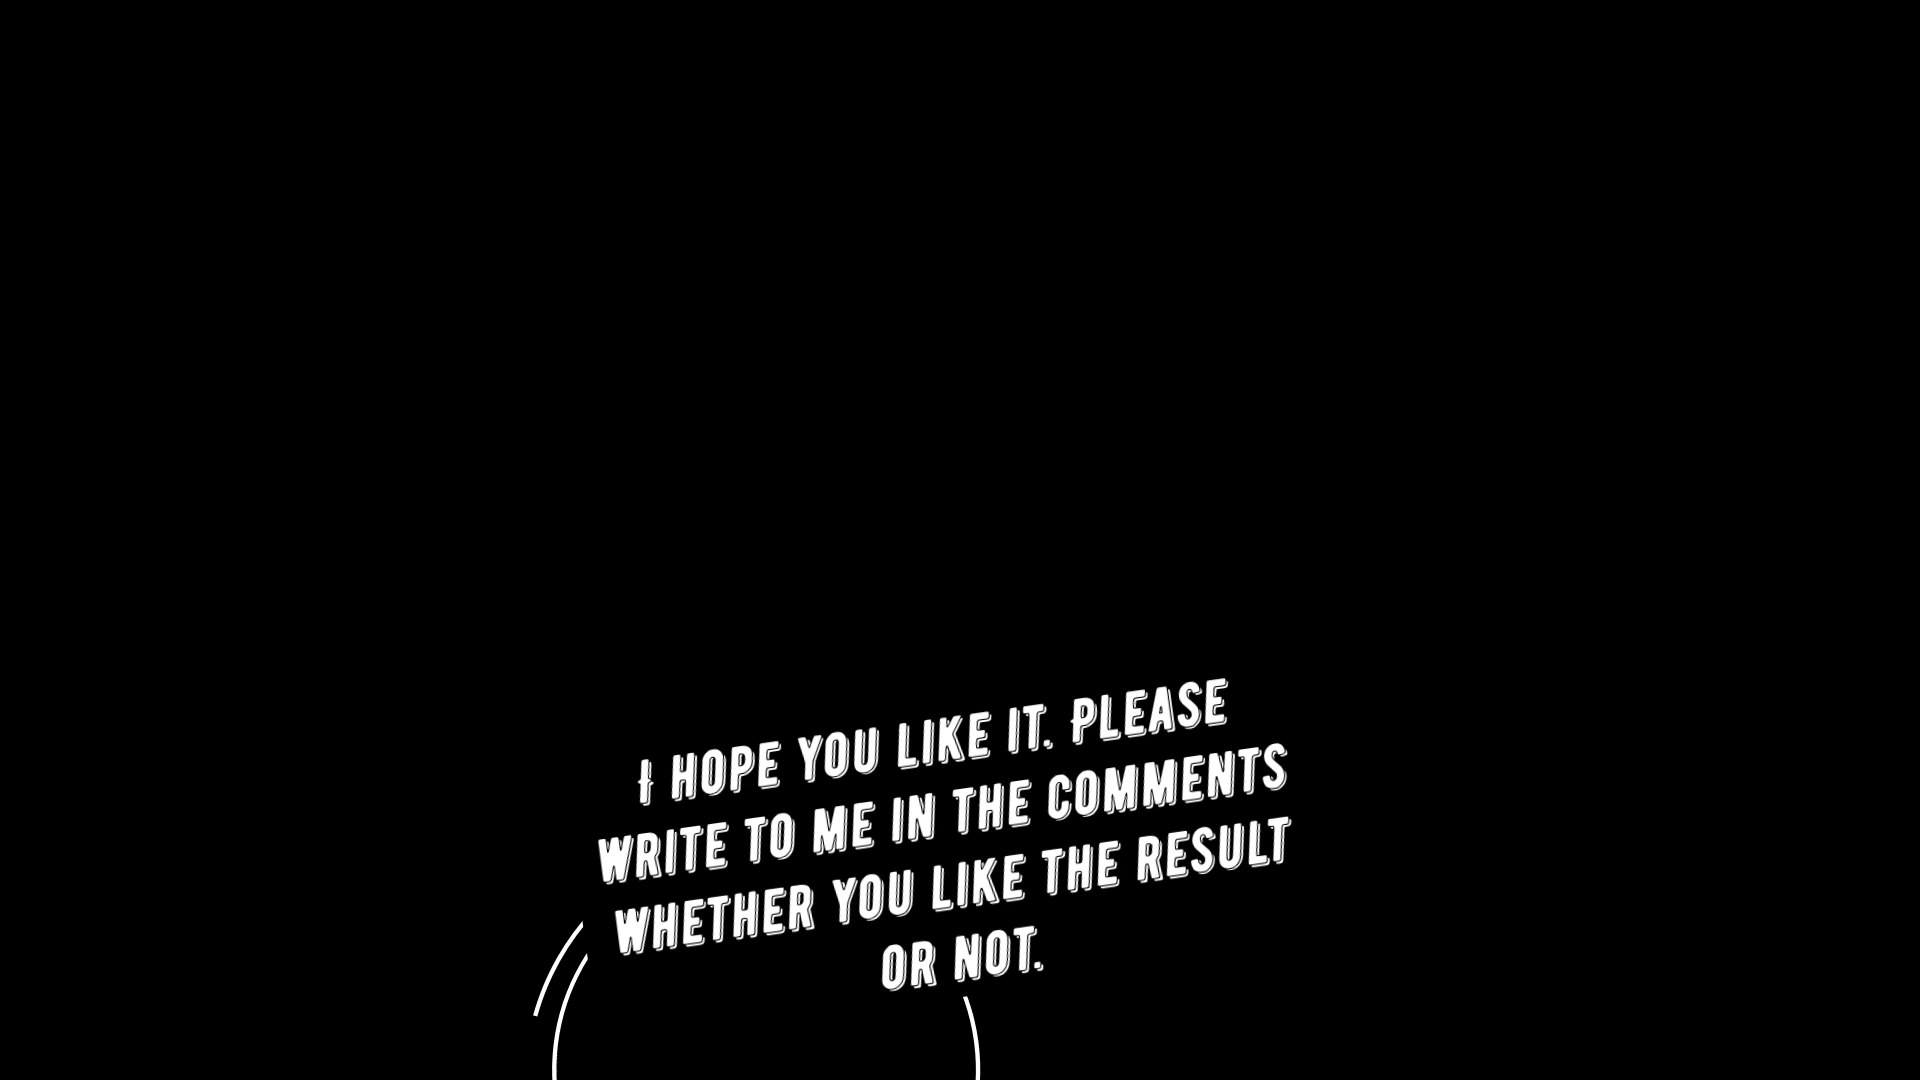 I HOPE YOU LIKE IT. PLEASE
WRITE TO ME IN THE COMMENTS
WHETHER YOU LIKE THE RESULT
OR NOT.